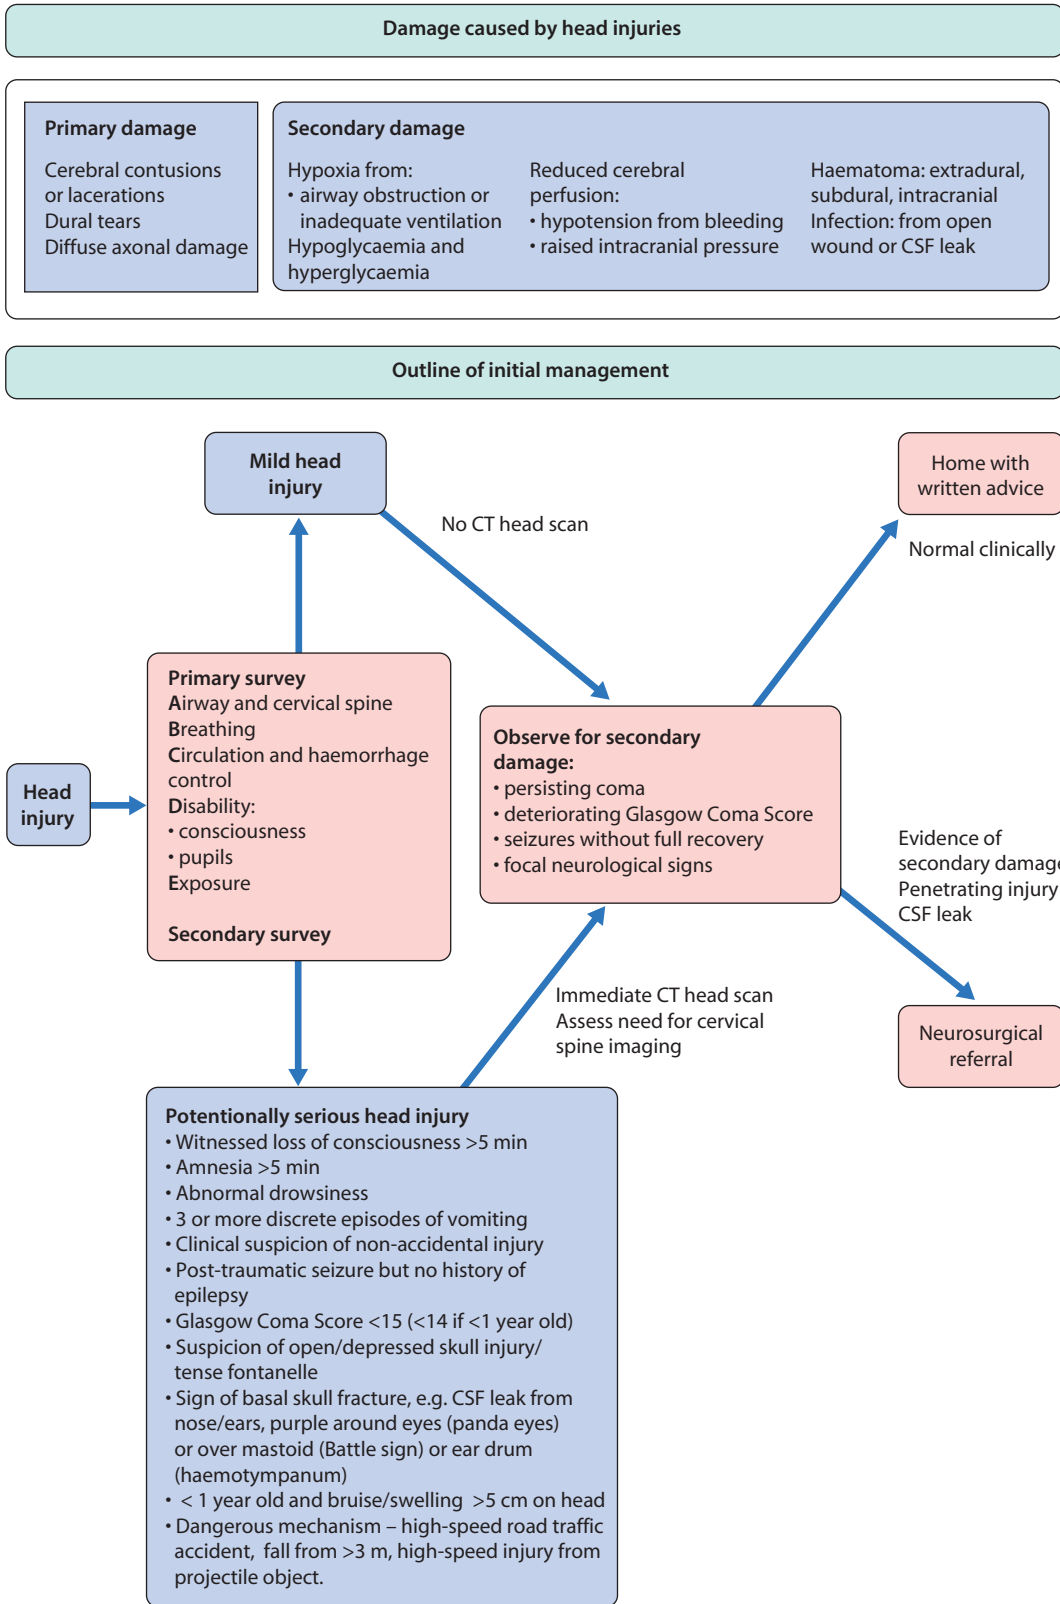 Damage caused by head injuries
Primary damage
Cerebral contusions
or lacerations
Dural tears
Diffuse axonal damage
Secondary damage
Hypoxia from:
• airway obstruction or
inadequate ventilation
Hypoglycaemia and
hyperglycaemia
Reduced cerebral
perfusion:
• hypotension from bleeding
• raised intracranial pressure
Haematoma: extradural,
subdural, intracranial
Infection: from open
wound or CSF leak
Outline of initial management
Mild head
injury
No CT head scan
Home with
written advice
Normal clinically
Head
injury
Primary survey
Airway and cervical spine
Breathing
Circulation and haemorrhage
control
Disability:
• consciousness
• pupils
Exposure
Secondary survey
Observe for secondary
damage:
• persisting coma
• deteriorating Glasgow Coma Score
• seizures without full recovery
• focal neurological signs
Evidence of
secondary damage
Penetrating injury
CSF leak
Immediate CT head scan
Assess need for cervical
spine imaging
Neurosurgical
referral
Potentially serious head injury
• Witnessed loss of consciousness >5 min
• Amnesia >5 min
• Abnormal drowsiness
• 3 or more discrete episodes of vomiting
• Clinical suspicion of non-accidental injury
• Post-traumatic seizure but no history of
epilepsy
• Glasgow Coma Score <15 (<14 if <1 year old)
• Suspicion of open/depressed skull injury/
tense fontanelle
• Sign of basal skull fracture, e.g. CSF leak from
nose/ears, purple around eyes (panda eyes)
or over mastoid (Battle sign) or ear drum
(haemotympanum)
• < 1 year old and bruise/swelling >5 cm on head
• Dangerous mechanism – high-speed road traffic
accident, fall from >3 m, high-speed injury from
projectile object.